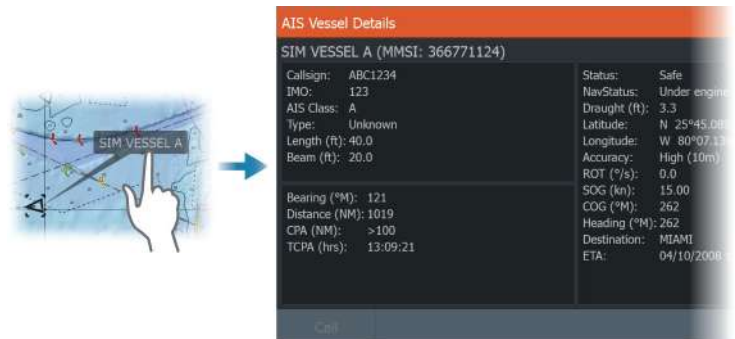 AIS Vessel Details
SIM VESSEL A (MMSI: 366771124)
Callsign: ABC1234
IMO: 123
AIS Class: A
Type: Unknown
Length (ft): 40.0
Beam (ft): 20.0
Status: Safe
NavStatus: Under engine
Draught (ft): 3.3
Latitude: N 25°45.08
Longitude: W 80°07.13
Accuracy: High (10m)
ROT (°/s): 0.0
SOG (kn): 15.00
COG (°M): 262
Heading (°M): 262
Destination: MIAMI
ETA: 04/10/2008
SIM VESSEL A
Bearing (°M): 121
Distance (NM): 1019
CPA (NM): >100
TCPA (hrs): 13:09:21
Call